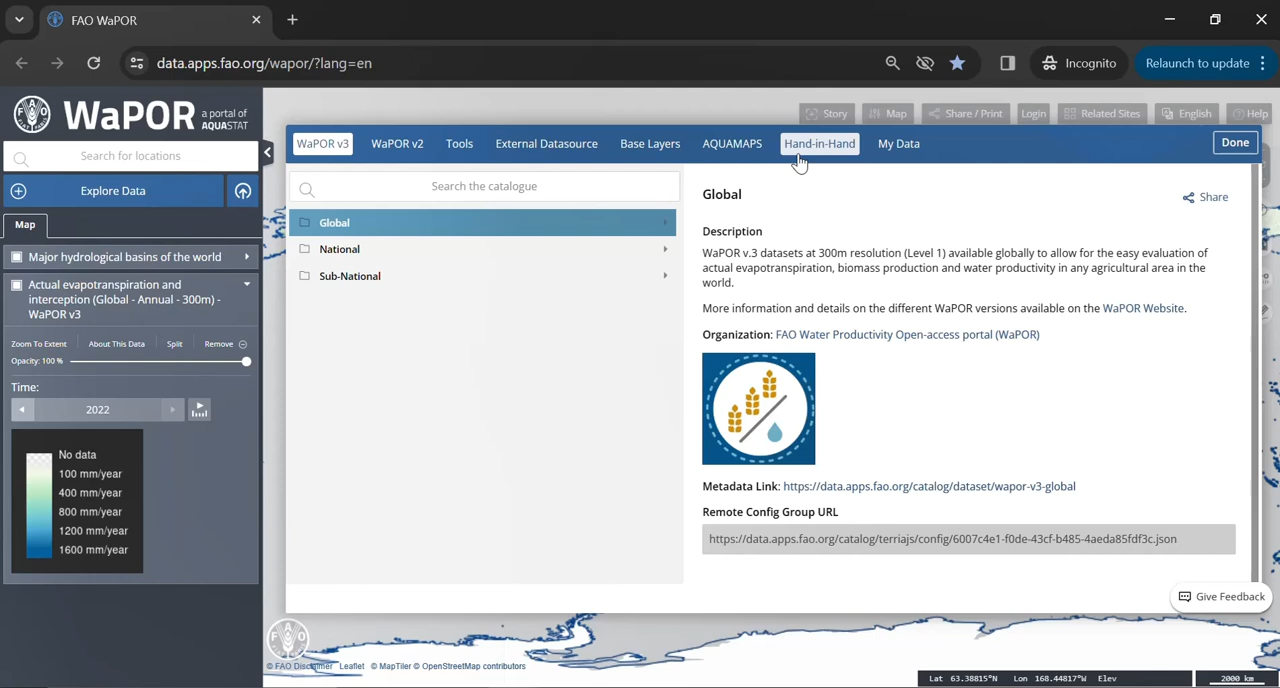 FAO WaPOR
data.apps.fao.org/wapor/?lang=en
Incognito
Relaunch to update
FAO
WaPOR
a portal of
AQUASTAT
Story
Map
Share / Print
Login
Related Sites
English
Help
Search for locations
Explore Data
Map
Major hydrological basins of the world
Actual evapotranspiration and
interception (Global - Annual - 300m) -
WaPOR v3
Zoom To Extent
About This Data
Split
Remove
Opacity: 100 %
Time:
2022
No data
100 mm/year
400 mm/year
800 mm/year
1200 mm/year
1600 mm/year
WaPOR v3
WaPOR v2
Tools
External Datasource
Base Layers
AQUAMAPS
Hand-in-Hand
My Data
Done
Search the catalogue
Global
National
Sub-National
Global
Share
Description
WaPOR v.3 datasets at 300m resolution (Level 1) available globally to allow for the easy evaluation of
actual evapotranspiration, biomass production and water productivity in any agricultural area in the
world.
More information and details on the different WaPOR versions available on the WaPOR Website.
Organization: FAO Water Productivity Open-access portal (WaPOR)
Metadata Link: https://data.apps.fao.org/catalog/dataset/wapor-v3-global
Remote Config Group URL
https://data.apps.fao.org/catalog/terriajs/config/6007c4e1-f0de-43cf-b485-4aeda85fdf3c.json
Give Feedback
FAO
© FAO Disclaimer Leaflet © MapTiler © OpenStreetMap contributors
Lat 63.38815°N Lon 168.44817°W Elev
2000 km